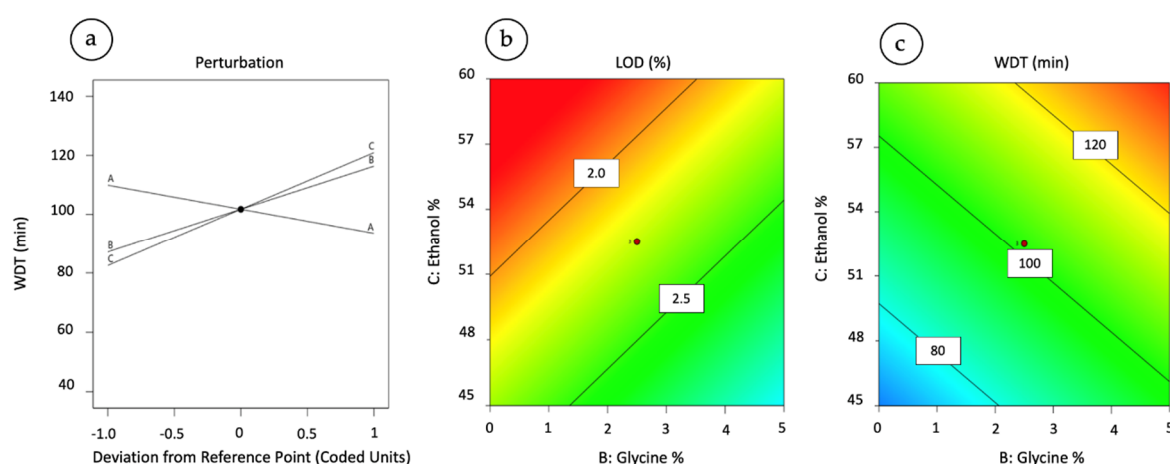 a
Perturbation
WDT (min)
140
120
100
80
60
40
A
B
C
C
B
A
-1.0
-0.5
0
0.5
1
Deviation from Reference Point (Coded Units)
b
LOD (%)
C: Ethanol %
60
57
54
51
48
45
2.0
2.5
0
1
2
3
4
5
B: Glycine %
c
WDT (min)
C: Ethanol %
60
57
54
51
48
45
120
100
80
0
1
2
3
4
5
B: Glycine %